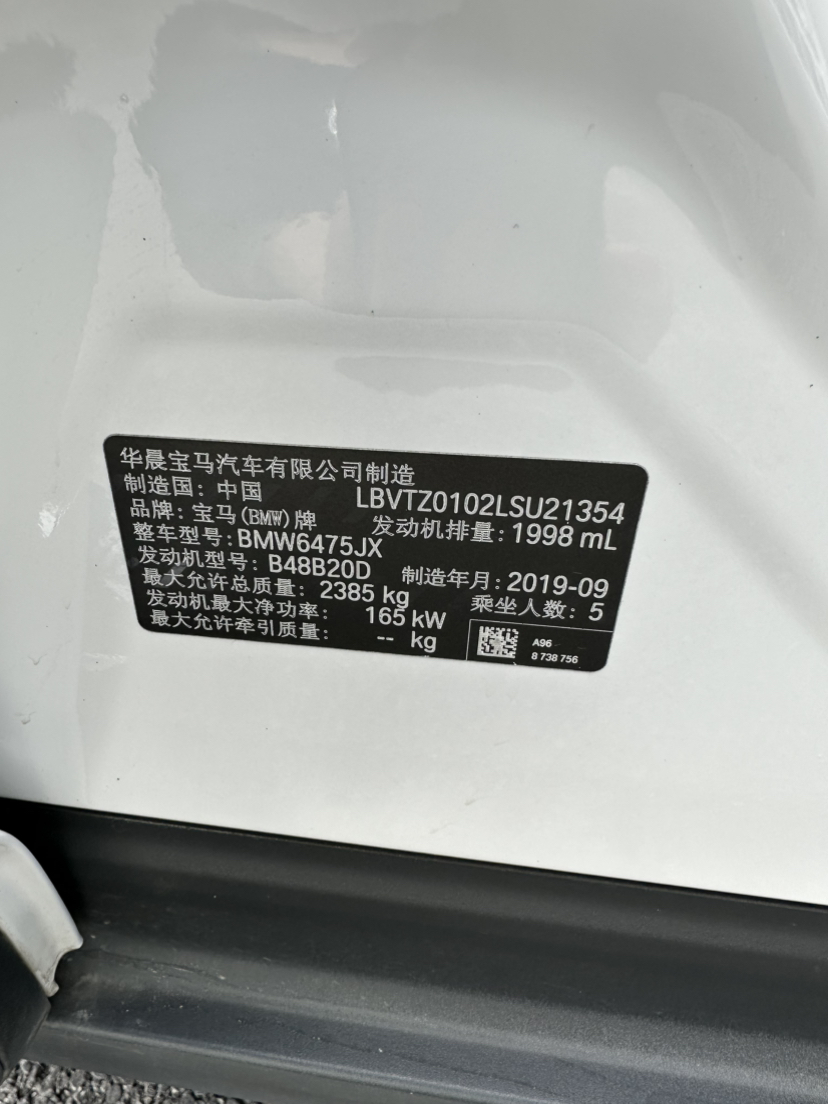 华晨宝马汽车有限公司制造
制造国：中国 LBVTZ0102LSU21354
品牌：宝马(BMW)牌 发动机排量：1998 mL
整车型号：BMW6475JX
发动机型号：B48B20D 制造年月：2019-09
最大允许总质量：2385 kg 乘坐人数：5
发动机最大净功率：165 kW
最大允许牵引质量：-- kg
A96
8 738 756